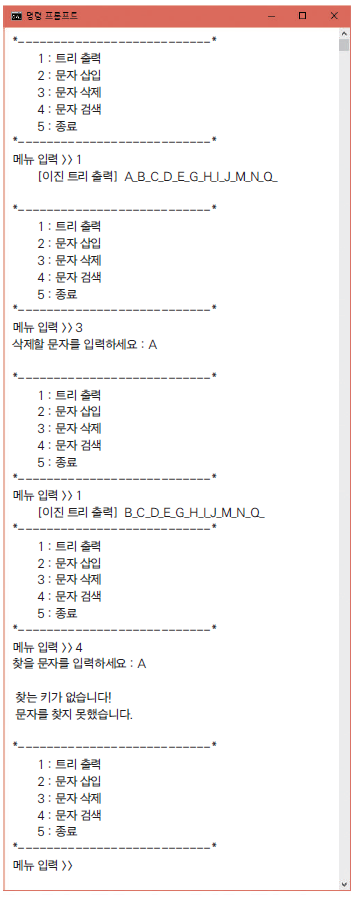 명령 프롬프트
*---------------------------*
1 : 트리 출력
2 : 문자 삽입
3 : 문자 삭제
4 : 문자 검색
5 : 종료
*---------------------------*
메뉴 입력 >> 1
[이진 트리 출력] A_B_C_D_E_G_H_I_J_M_N_Q_
*---------------------------*
1 : 트리 출력
2 : 문자 삽입
3 : 문자 삭제
4 : 문자 검색
5 : 종료
*---------------------------*
메뉴 입력 >> 3
삭제할 문자를 입력하세요 : A
*---------------------------*
1 : 트리 출력
2 : 문자 삽입
3 : 문자 삭제
4 : 문자 검색
5 : 종료
*---------------------------*
메뉴 입력 >> 1
[이진 트리 출력] B_C_D_E_G_H_I_J_M_N_Q_
*---------------------------*
1 : 트리 출력
2 : 문자 삽입
3 : 문자 삭제
4 : 문자 검색
5 : 종료
*---------------------------*
메뉴 입력 >> 4
찾을 문자를 입력하세요 : A
찾는 키가 없습니다!
문자를 찾지 못했습니다.
*---------------------------*
1 : 트리 출력
2 : 문자 삽입
3 : 문자 삭제
4 : 문자 검색
5 : 종료
*---------------------------*
메뉴 입력 >>